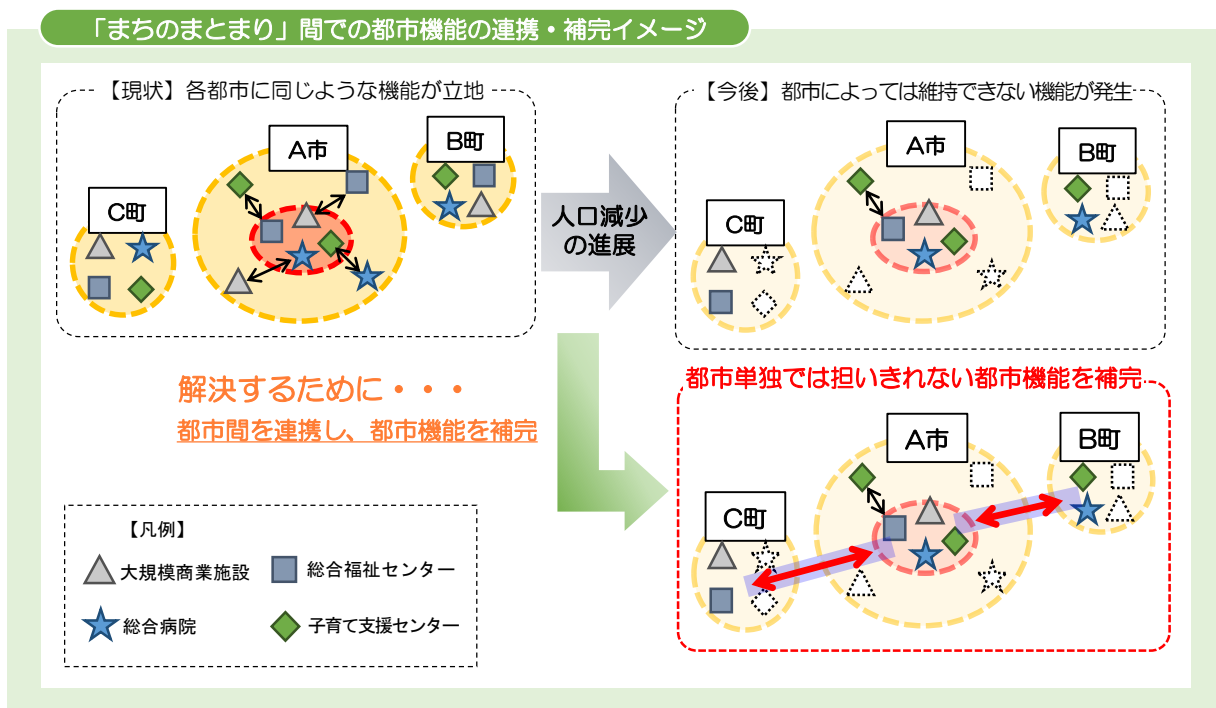 「まちのまとまり」間での都市機能の連携・補完イメージ
【現状】各都市に同じような機能が立地
A市
B町
C町
人口減少
の進展
【今後】都市によっては維持できない機能が発生
A市
B町
C町
解決するために・・・
都市間を連携し、都市機能を補完
都市単独では担いきれない都市機能を補完
A市
B町
C町
【凡例】
大規模商業施設
総合福祉センター
総合病院
子育て支援センター